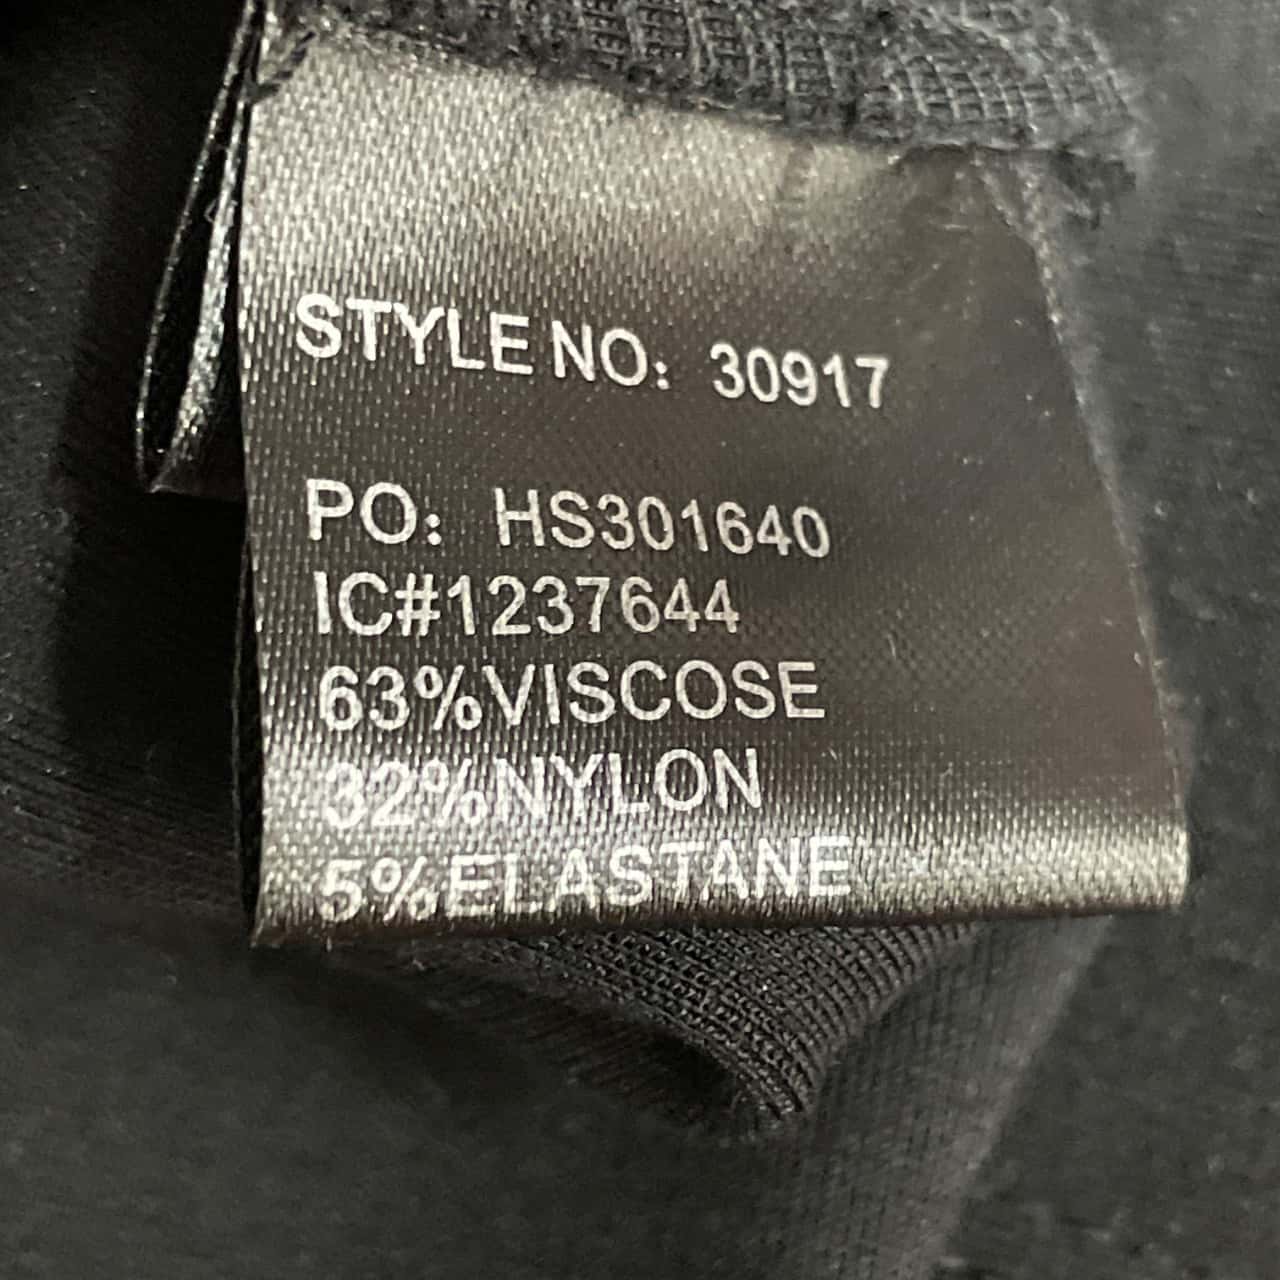 STYLE NO: 30917
PO: HS301640
IC#1237644
63%VISCOSE
32%NYLON
5%ELASTANE